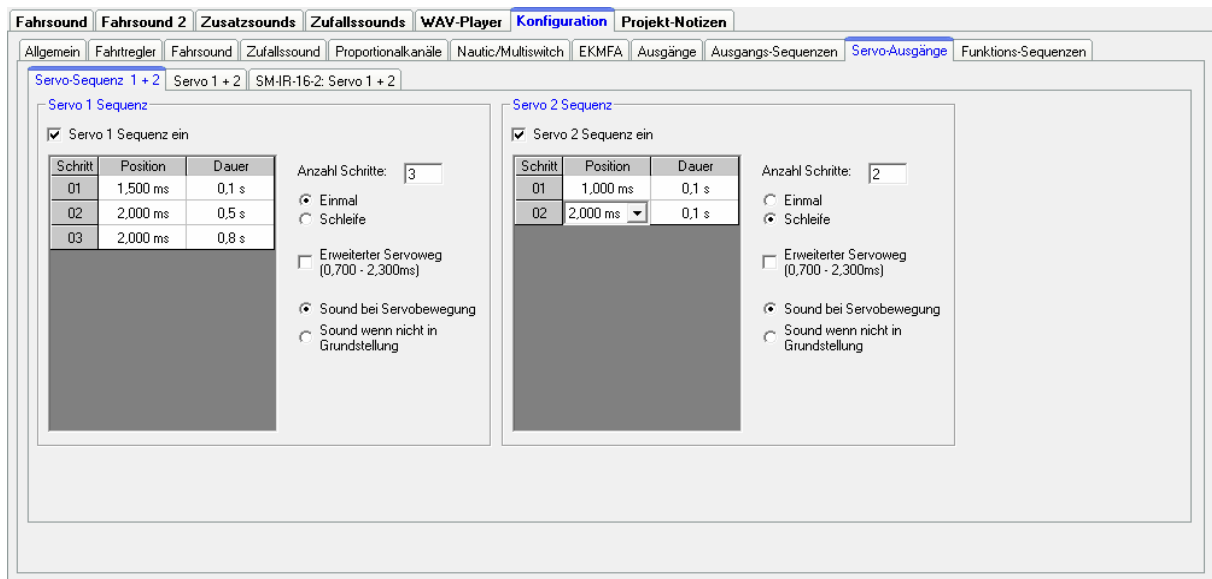 Fahrsound Fahrsound 2 Zusatzsounds Zufallssounds WAV-Player Konfiguration Projekt-Notizen
Allgemein Fahrtregler Fahrsound Zufallssound Proportionalkanäle Nautic/Multiswitch EKMFA Ausgänge Ausgangs-Sequenzen Servo-Ausgänge Funktions-Sequenzen
Servo-Sequenz 1 + 2 Servo 1 + 2 SM-IR-16-2: Servo 1 + 2
Servo 1 Sequenz
Servo 1 Sequenz ein
Schritt Position Dauer
01 1,500 ms 0,1 s
02 2,000 ms 0,5 s
03 2,000 ms 0,8 s
Anzahl Schritte: 3
Einmal
Schleife
Erweiterter Servoweg
(0,700 - 2,300ms)
Sound bei Servobewegung
Sound wenn nicht in
Grundstellung
Servo 2 Sequenz
Servo 2 Sequenz ein
Schritt Position Dauer
01 1,000 ms 0,1 s
02 2,000 ms 0,1 s
Anzahl Schritte: 2
Einmal
Schleife
Erweiterter Servoweg
(0,700 - 2,300ms)
Sound bei Servobewegung
Sound wenn nicht in
Grundstellung